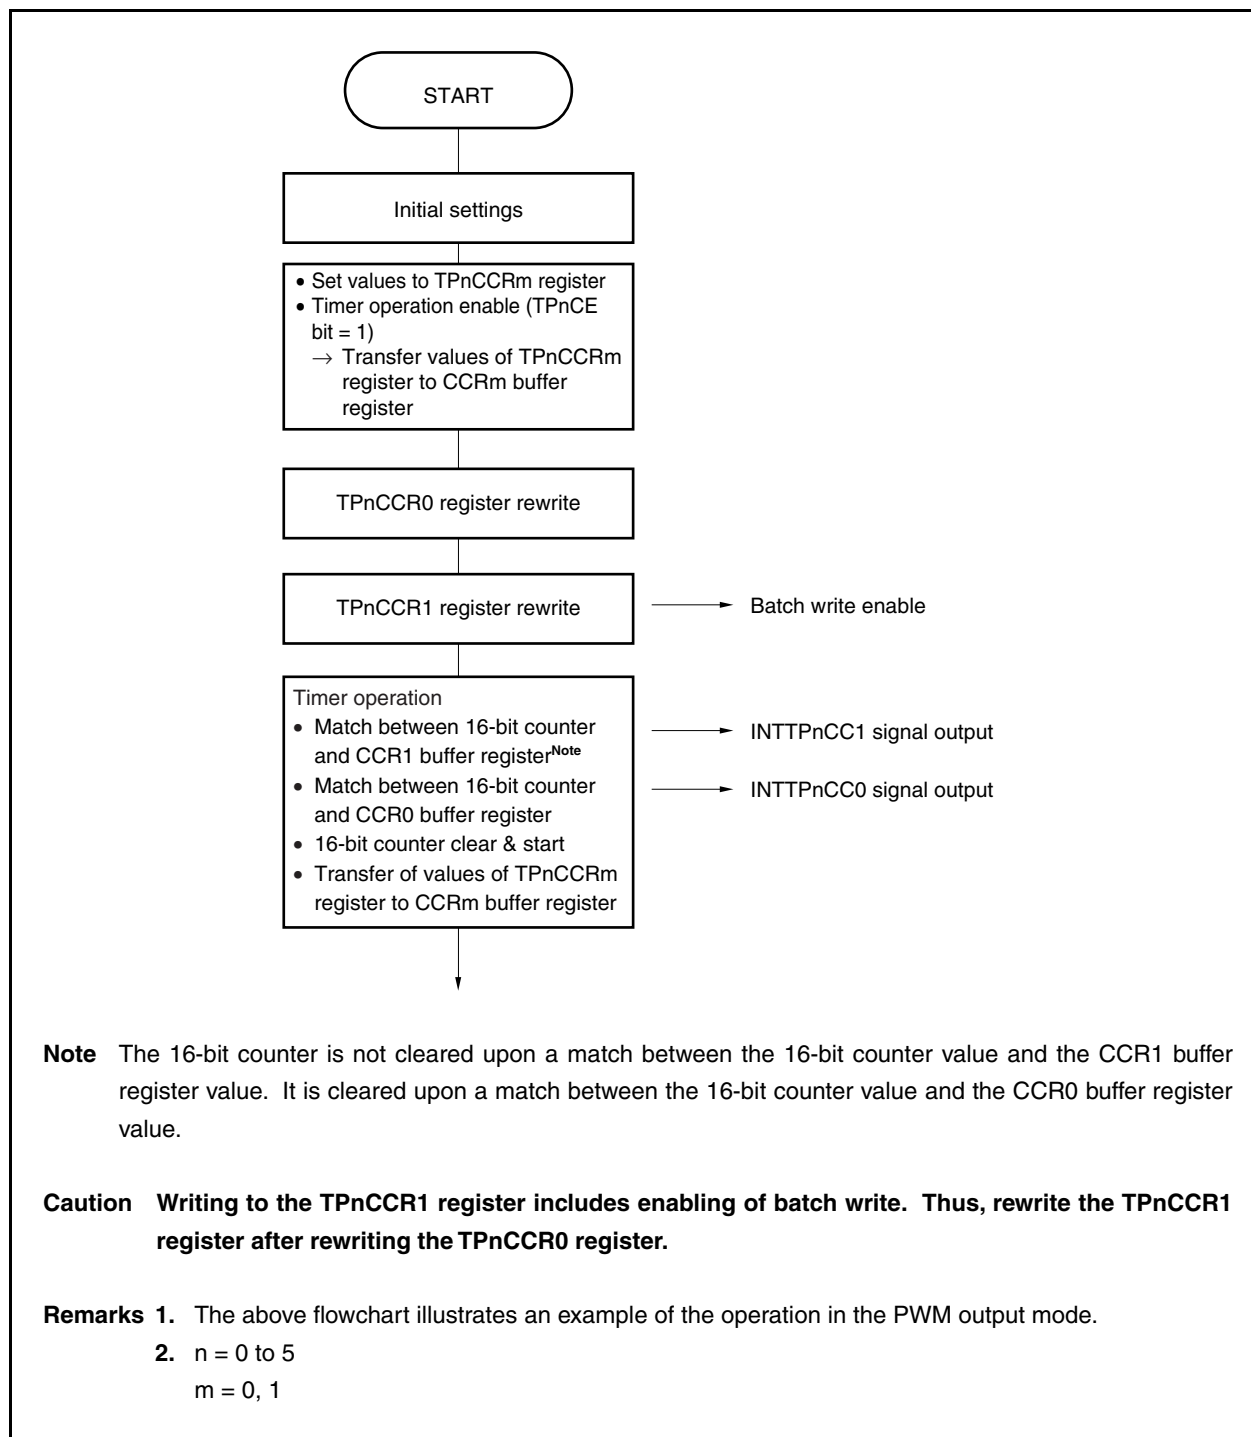 START
Initial settings
• Set values to TPnCCRm register
• Timer operation enable (TPnCE
bit = 1)
→ Transfer values of TPnCCRm
register to CCRm buffer
register
TPnCCR0 register rewrite
TPnCCR1 register rewrite
Batch write enable
Timer operation
• Match between 16-bit counter
and CCR1 buffer register^Note
INTTPnCC1 signal output
• Match between 16-bit counter
and CCR0 buffer register
INTTPnCC0 signal output
• 16-bit counter clear & start
• Transfer of values of TPnCCRm
register to CCRm buffer register
Note The 16-bit counter is not cleared upon a match between the 16-bit counter value and the CCR1 buffer
register value. It is cleared upon a match between the 16-bit counter value and the CCR0 buffer register
value.
Caution Writing to the TPnCCR1 register includes enabling of batch write. Thus, rewrite the TPnCCR1
register after rewriting the TPnCCR0 register.
Remarks 1. The above flowchart illustrates an example of the operation in the PWM output mode.
2. n = 0 to 5
m = 0, 1